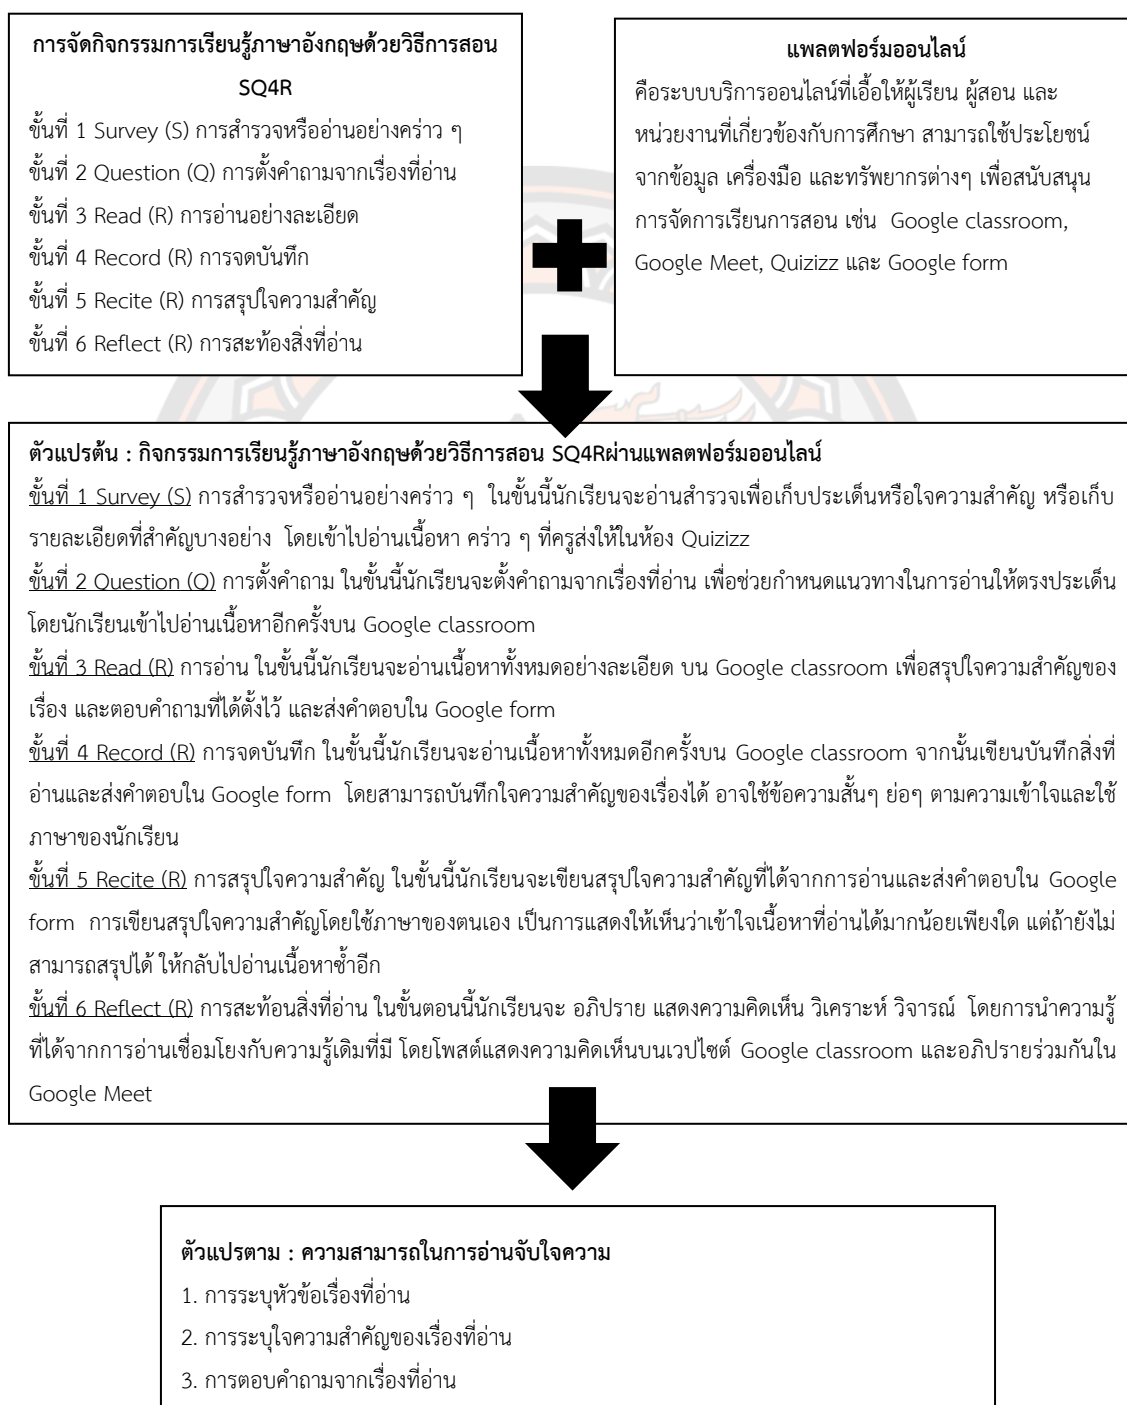 การจัดกิจกรรมการเรียนรู้ภาษาอังกฤษด้วยวิธีการสอน
SQ4R
ขั้นที่ 1 Survey (S) การสำรวจหรืออ่านอย่างคร่าว ๆ
ขั้นที่ 2 Question (Q) การตั้งคำถามจากเรื่องที่อ่าน
ขั้นที่ 3 Read (R) การอ่านอย่างละเอียด
ขั้นที่ 4 Record (R) การจดบันทึก
ขั้นที่ 5 Recite (R) การสรุปใจความสำคัญ
ขั้นที่ 6 Reflect (R) การสะท้องสิ่งที่อ่าน
แพลตฟอร์มออนไลน์
คือระบบบริการออนไลน์ที่เอื้อให้ผู้เรียน ผู้สอน และ
หน่วยงานที่เกี่ยวข้องกับการศึกษา สามารถใช้ประโยชน์
จากข้อมูล เครื่องมือ และทรัพยากรต่างๆ เพื่อสนับสนุน
การจัดการเรียนการสอน เช่น Google classroom,
Google Meet, Quizizz และ Google form
ตัวแปรต้น : กิจกรรมการเรียนรู้ภาษาอังกฤษด้วยวิธีการสอน SQ4Rผ่านแพลตฟอร์มออนไลน์
ขั้นที่ 1 Survey (S) การสำรวจหรืออ่านอย่างคร่าว ๆ ในขั้นนี้นักเรียนจะอ่านสำรวจเพื่อเก็บประเด็นหรือใจความสำคัญ หรือเก็บ
รายละเอียดที่สำคัญบางอย่าง โดยเข้าไปอ่านเนื้อหา คร่าว ๆ ที่ครูส่งให้ในห้อง Quizizz
ขั้นที่ 2 Question (Q) การตั้งคำถาม ในขั้นนี้นักเรียนจะตั้งคำถามจากเรื่องที่อ่าน เพื่อช่วยกำหนดแนวทางในการอ่านให้ตรงประเด็น
โดยนักเรียนเข้าไปอ่านเนื้อหาอีกครั้งบน Google classroom
ขั้นที่ 3 Read (R) การอ่าน ในขั้นนี้นักเรียนจะอ่านเนื้อหาทั้งหมดอย่างละเอียด บน Google classroom เพื่อสรุปใจความสำคัญของ
เรื่อง และตอบคำถามที่ได้ตั้งไว้ และส่งคำตอบใน Google form
ขั้นที่ 4 Record (R) การจดบันทึก ในขั้นนี้นักเรียนจะอ่านเนื้อหาทั้งหมดอีกครั้งบน Google classroom จากนั้นเขียนบันทึกสิ่งที่
อ่านและส่งคำตอบใน Google form โดยสามารถบันทึกใจความสำคัญของเรื่องได้ อาจใช้ข้อความสั้นๆ ย่อๆ ตามความเข้าใจและใช้
ภาษาของนักเรียน
ขั้นที่ 5 Recite (R) การสรุปใจความสำคัญ ในขั้นนี้นักเรียนจะเขียนสรุปใจความสำคัญที่ได้จากการอ่านและส่งคำตอบใน Google
form การเขียนสรุปใจความสำคัญโดยใช้ภาษาของตนเอง เป็นการแสดงให้เห็นว่าเข้าใจเนื้อหาที่อ่านได้มากน้อยเพียงใด แต่ถ้ายังไม่
สามารถสรุปได้ ให้กลับไปอ่านเนื้อหาซ้ำอีก
ขั้นที่ 6 Reflect (R) การสะท้อนสิ่งที่อ่าน ในขั้นตอนนี้นักเรียนจะ อภิปราย แสดงความคิดเห็น วิเคราะห์ วิจารณ์ โดยการนำความรู้
ที่ได้จากการอ่านเชื่อมโยงกับความรู้เดิมที่มี โดยโพสต์แสดงความคิดเห็นบนเวปไซต์ Google classroom และอภิปรายร่วมกันใน
Google Meet
ตัวแปรตาม : ความสามารถในการอ่านจับใจความ
1. การระบุหัวข้อเรื่องที่อ่าน
2. การระบุใจความสำคัญของเรื่องที่อ่าน
3. การตอบคำถามจากเรื่องที่อ่าน